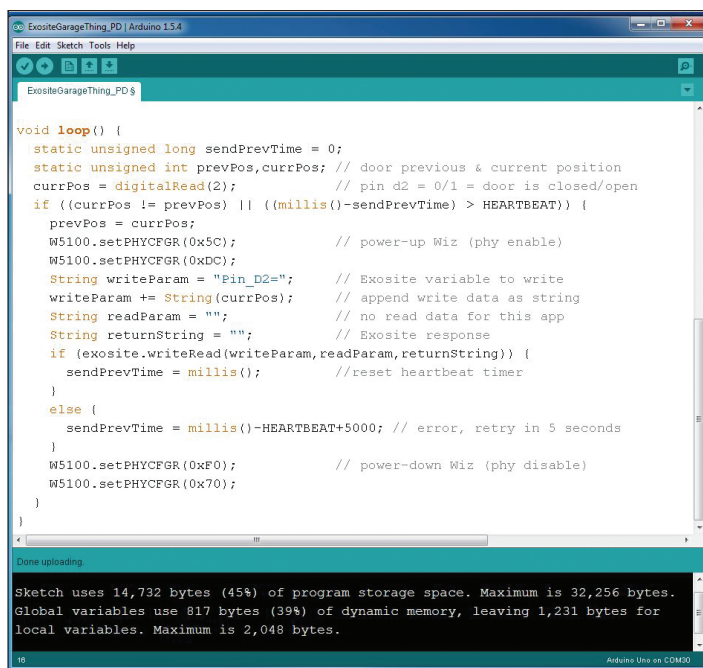 ExositeGarageThing_PD | Arduino 1.5.4
File Edit Sketch Tools Help
ExositeGarageThing_PD §
void loop() {
  static unsigned long sendPrevTime = 0;
  static unsigned int prevPos,currPos; // door previous & current position
  currPos = digitalRead(2);            // pin d2 = 0/1 = door is closed/open
  if ((currPos != prevPos) || ((millis()-sendPrevTime) > HEARTBEAT)) {
    prevPos = currPos;
    W5100.setPHYCFGR(0x5C);            // power-up Wiz (phy enable)
    W5100.setPHYCFGR(0xDC);
    String writeParam = "Pin_D2=";     // Exosite variable to write
    writeParam += String(currPos);     // append write data as string
    String readParam = "";             // no read data for this app
    String returnString = "";          // Exosite response
    if (exosite.writeRead(writeParam,readParam,returnString)) {
      sendPrevTime = millis();         //reset heartbeat timer
    }
    else {
      sendPrevTime = millis()-HEARTBEAT+5000; // error, retry in 5 seconds
    }
    W5100.setPHYCFGR(0xF0);            // power-down Wiz (phy disable)
    W5100.setPHYCFGR(0x70);
  }
}
Done uploading.
Sketch uses 14,732 bytes (45%) of program storage space. Maximum is 32,256 bytes.
Global variables use 817 bytes (39%) of dynamic memory, leaving 1,231 bytes for
local variables. Maximum is 2,048 bytes.
16 Arduino Uno on COM30